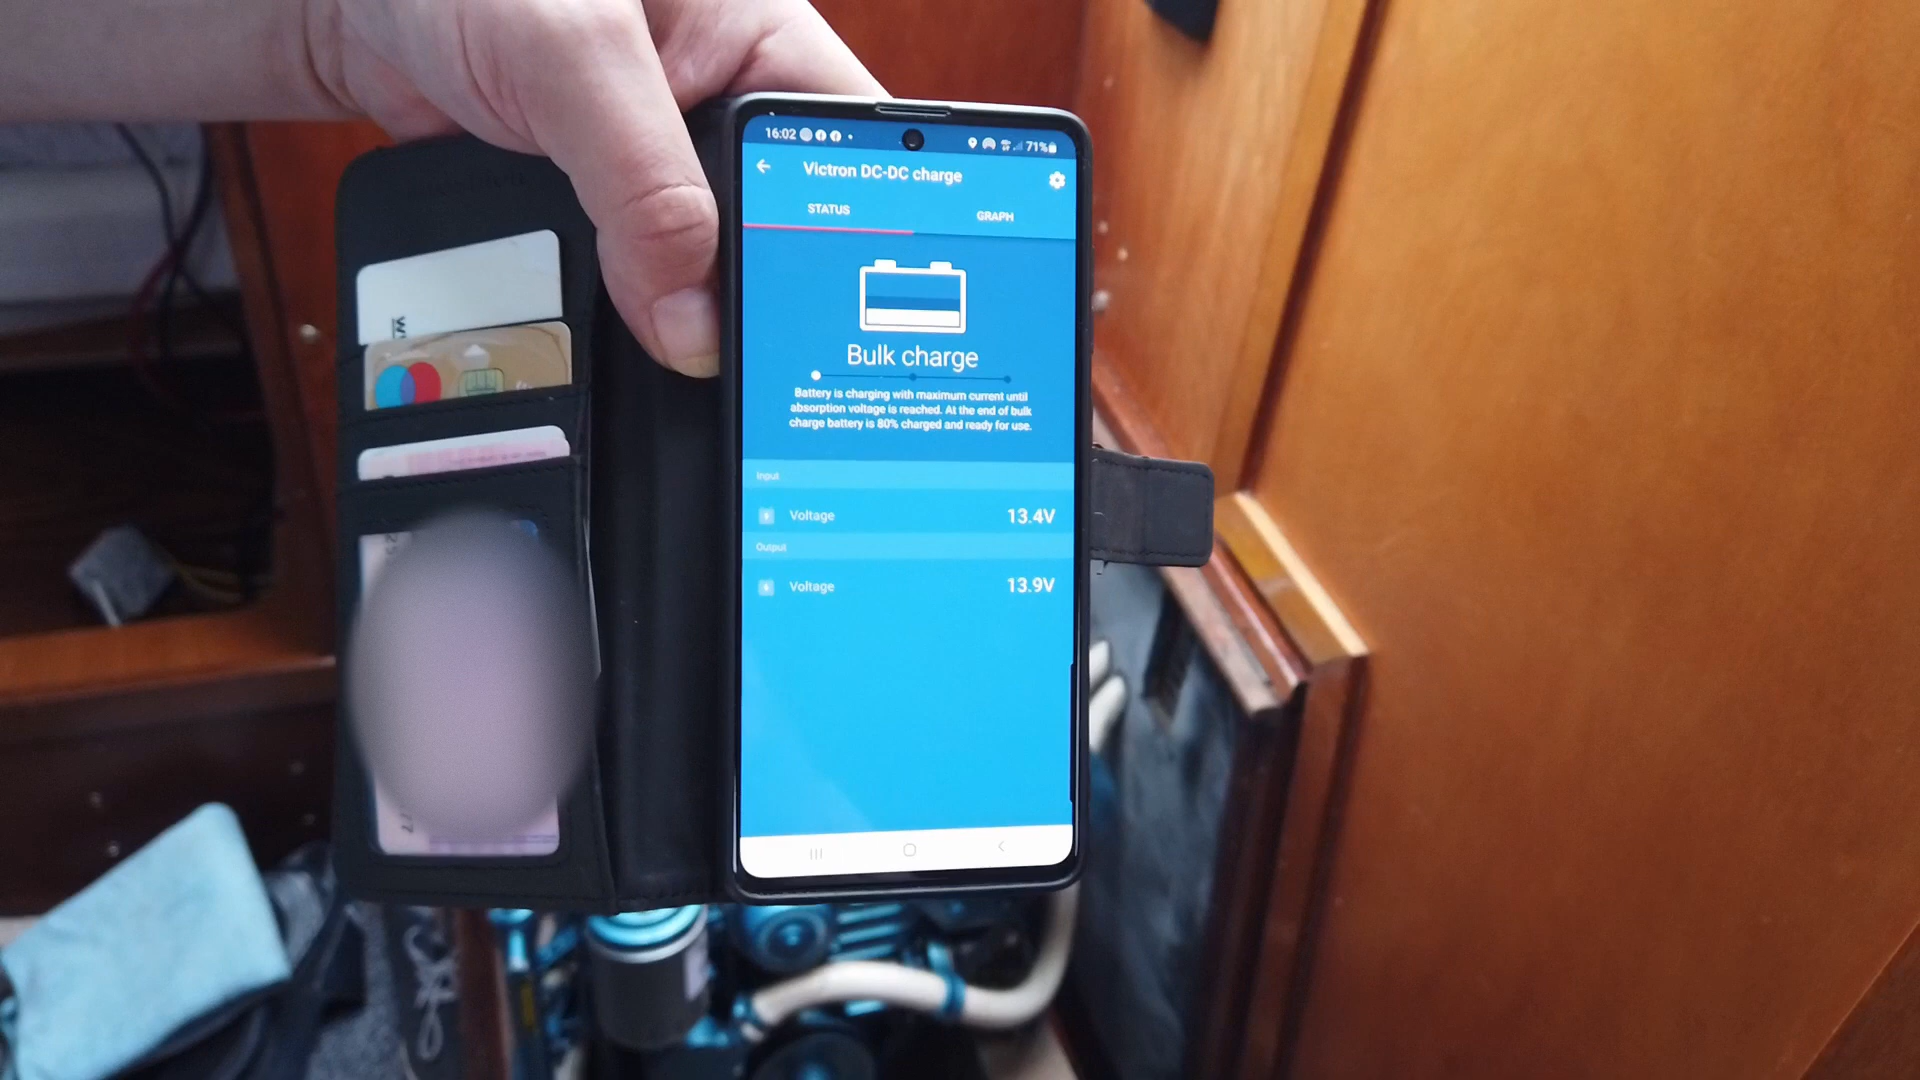 16:02
71%
Victron DC-DC charge
STATUS
GRAPH
Bulk charge
Battery is charging with maximum current until
absorption voltage is reached. At the end of bulk
charge battery is 80% charged and ready for use.
Input
Voltage
13.4V
Output
Voltage
13.9V